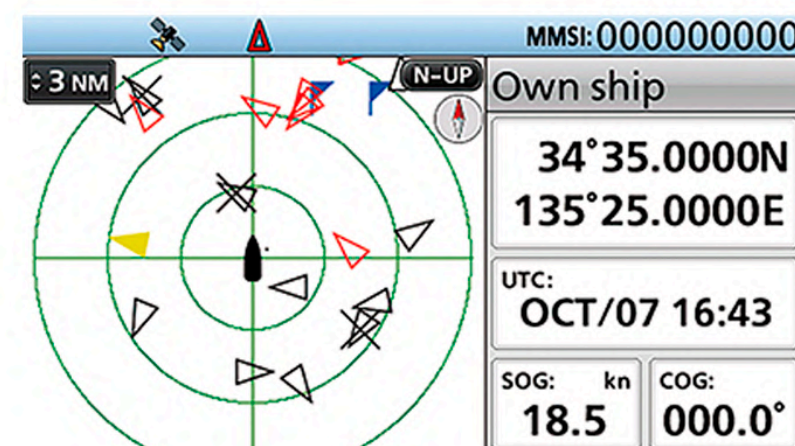 MMSI: 000000000
3 NM
N-UP
Own ship
34°35.0000N
135°25.0000E
UTC:
OCT/07 16:43
SOG: kn
18.5
COG:
000.0°